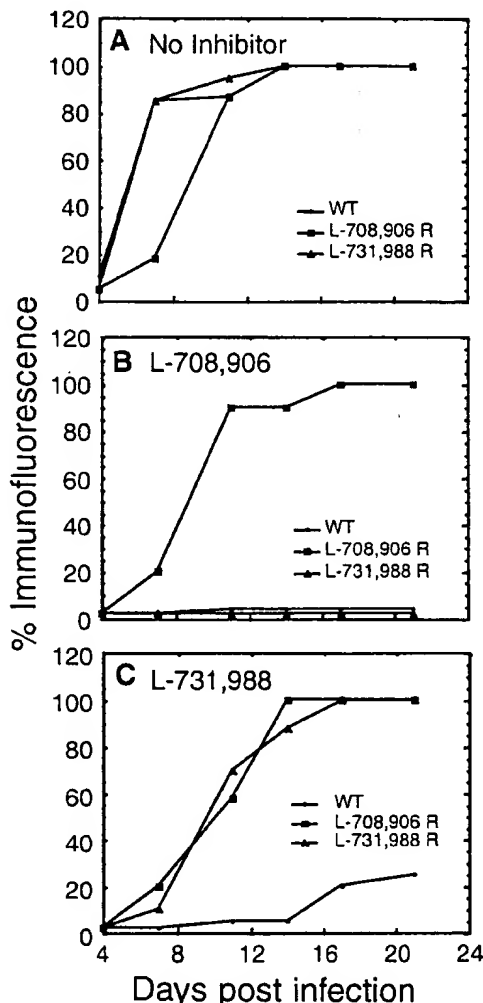 % Immunofluorescence
A No Inhibitor
120
100
80
60
40
20
0
WT
L-708,906 R
L-731,988 R
B L-708,906
120
100
80
60
40
20
0
WT
L-708,906 R
L-731,988 R
C L-731,988
120
100
80
60
40
20
0
WT
L-708,906 R
L-731,988 R
4 8 12 16 20 24
Days post infection